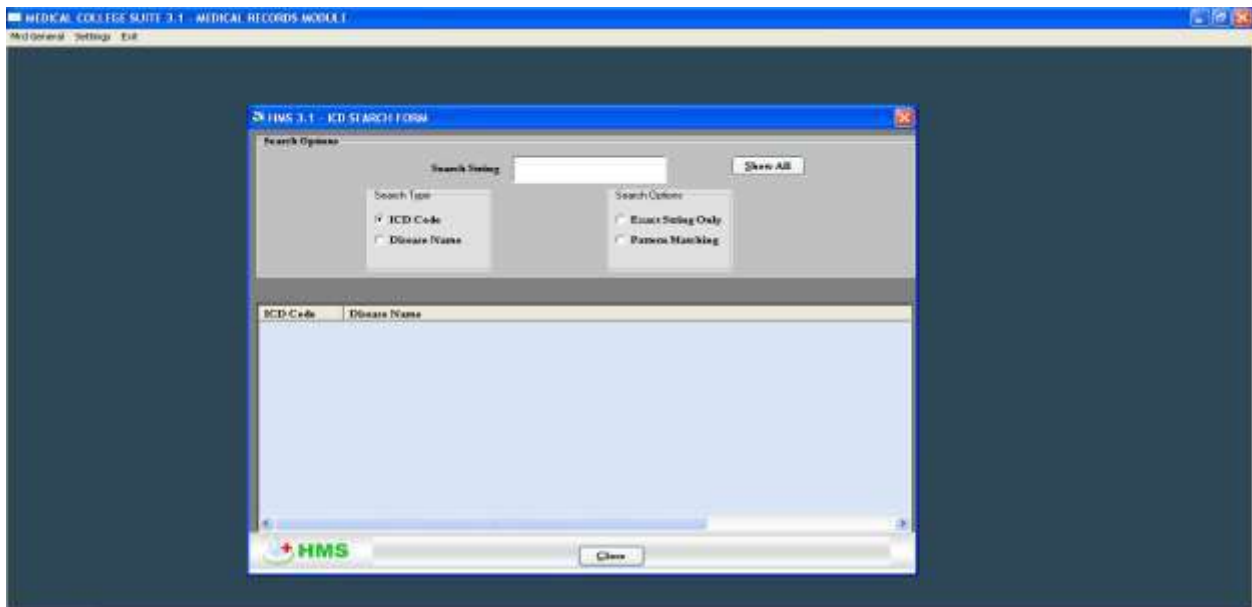 MEDICAL COLLEGE SUITE 3.1 - MEDICAL RECORDS MODULE
Mrd General Settings Exit
HMS 3.1 - ICD SEARCH FORM
Search Options
Search String
Show All
Search Type
Search Options
ICD Code
Exact String Only
Disease Name
Pattern Matching
ICD Code Disease Name
HMS
Close